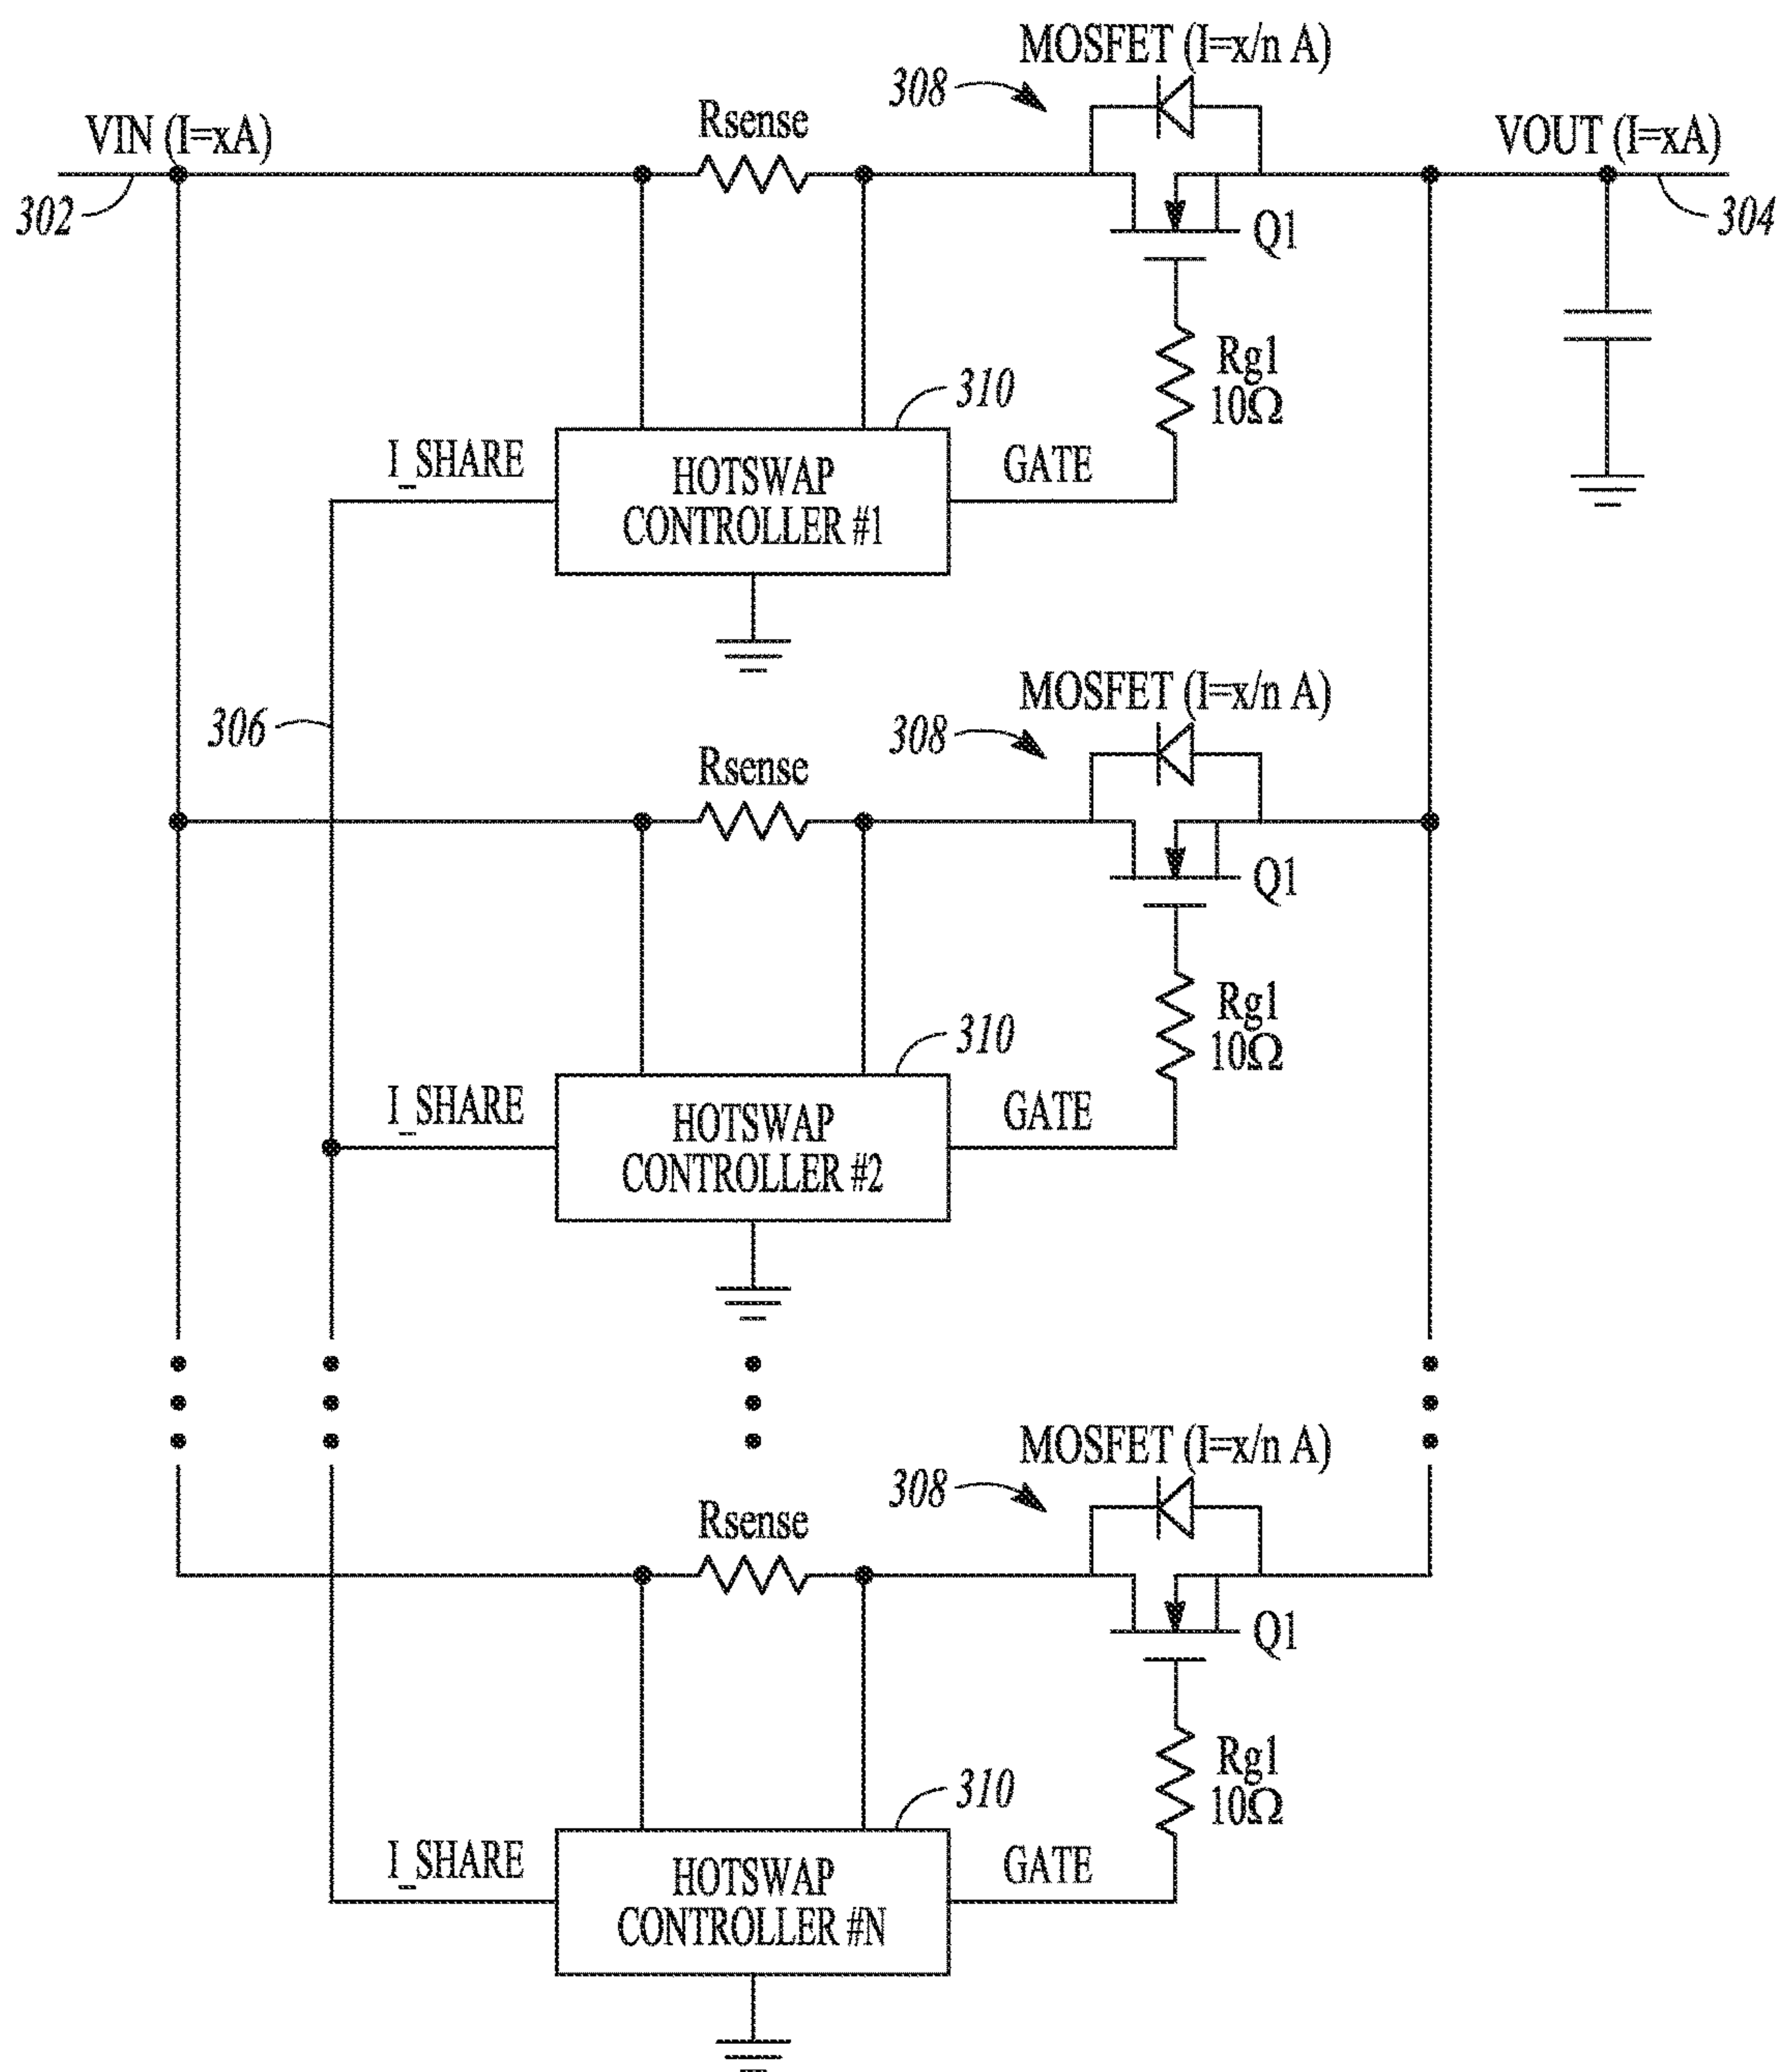 MOSFET (I=x/n A)
308
VIN (I=xA)
Rsense
VOUT (I=xA)
302
304
Q1
Rg1
10Ω
310
I_SHARE
HOTSWAP
CONTROLLER #1
GATE
MOSFET (I=x/n A)
306
308
Rsense
Q1
Rg1
10Ω
310
I_SHARE
HOTSWAP
CONTROLLER #2
GATE
MOSFET (I=x/n A)
308
Rsense
Q1
Rg1
10Ω
310
I_SHARE
HOTSWAP
CONTROLLER #N
GATE